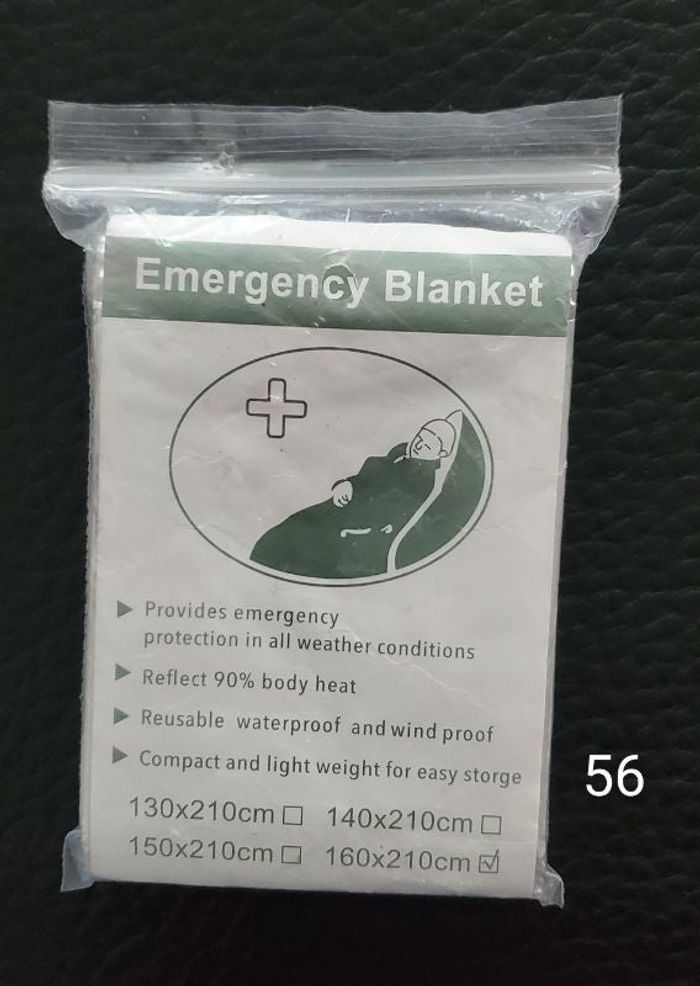 Emergency Blanket
▶ Provides emergency
protection in all weather conditions
▶ Reflect 90% body heat
▶ Reusable waterproof and wind proof
▶ Compact and light weight for easy storge
130x210cm ☐ 140x210cm ☐
150x210cm ☐ 160x210cm ☑
56